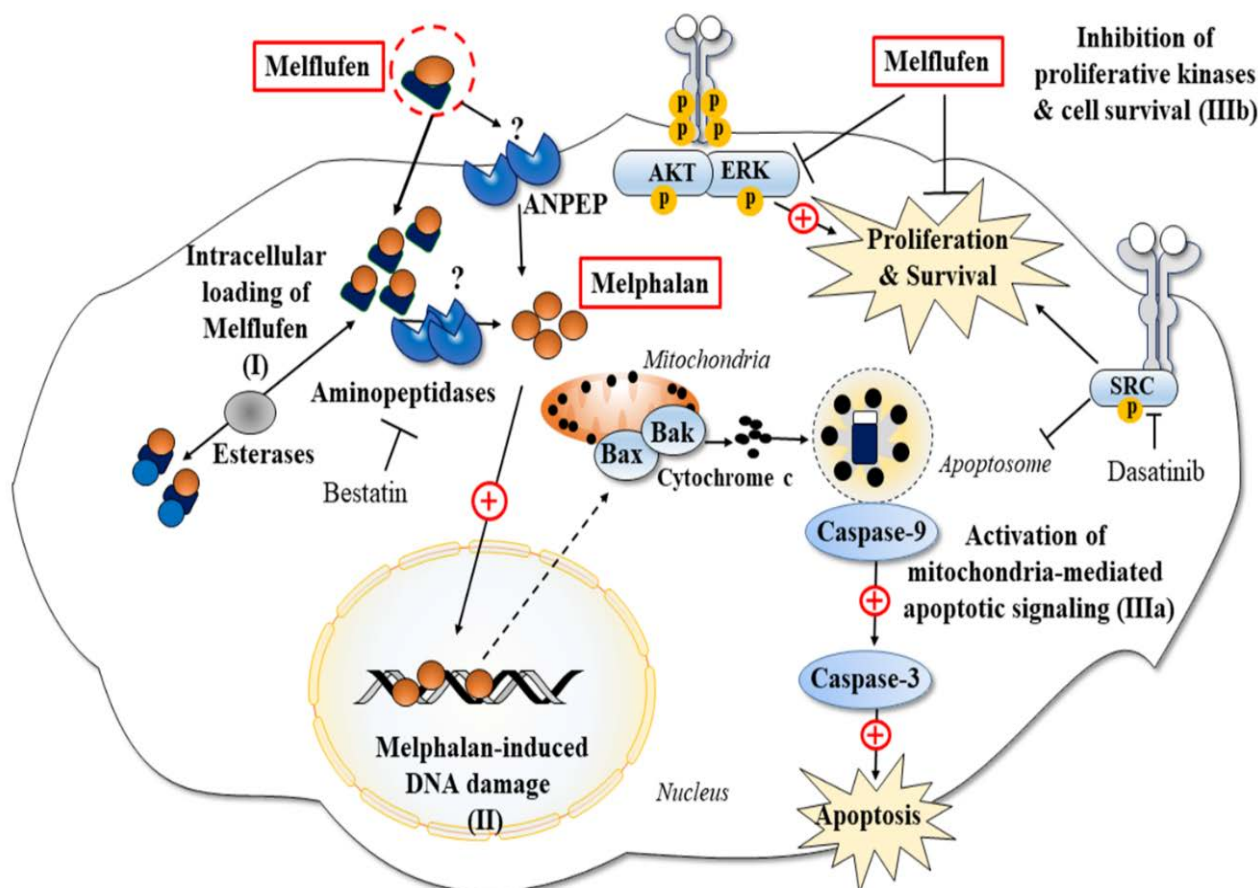 Melflufen
?
ANPEP
Intracellular
loading of
Melflufen
(I)
?
Aminopeptidases
Esterases
Bestatin
Melphalan
p p
p p
AKT ERK
p p
Melflufen
Inhibition of
proliferative kinases
& cell survival (IIIb)
Proliferation
& Survival
SRC
p
Dasatinib
Mitochondria
Bak
Bax
Cytochrome c
Apoptosome
Caspase-9
Activation of
mitochondria-mediated
apoptotic signaling (IIIa)
Caspase-3
Apoptosis
Melphalan-induced
DNA damage
(II)
Nucleus